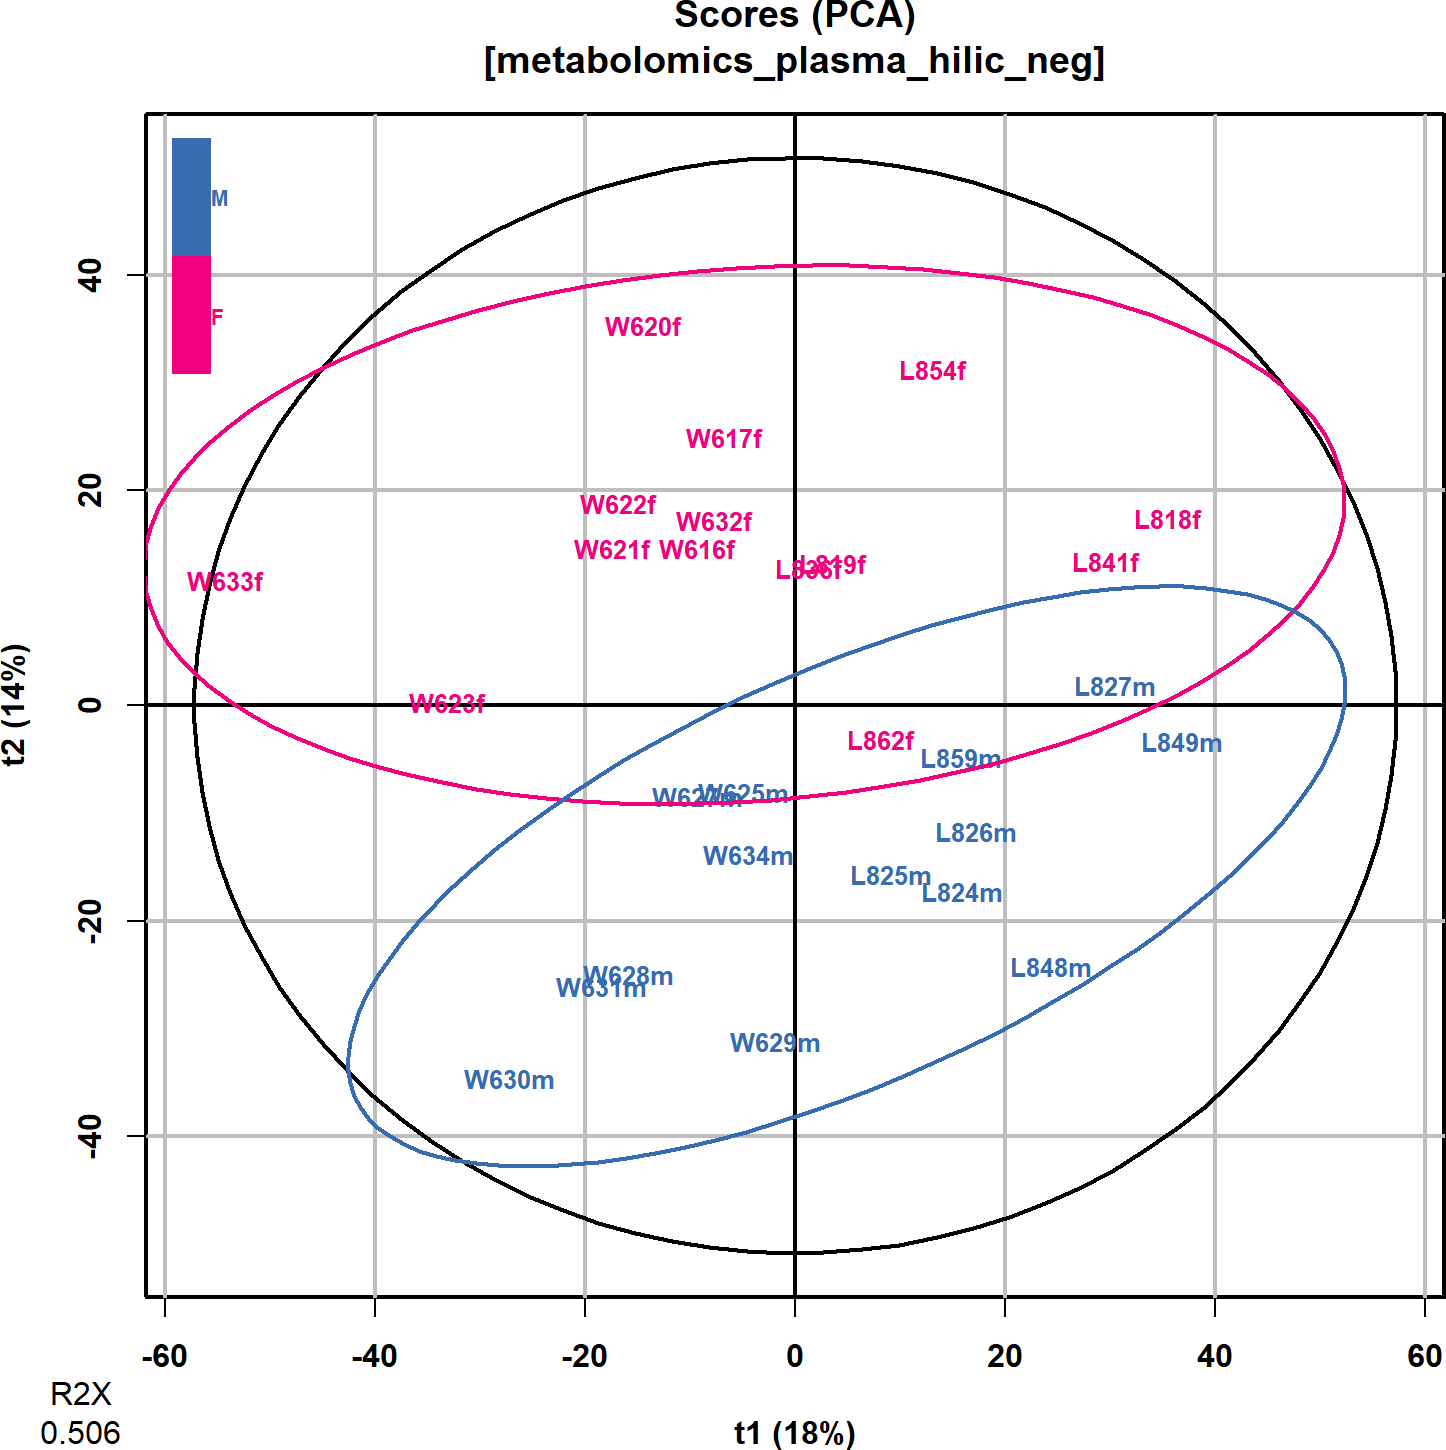 Scores (PCA)
[metabolomics_plasma_hilic_neg]
M
F
40
20
0
-20
-40
t2 (14%)
W620f
L854f
W617f
W622f
W632f
L818f
W621f
W616f
L819f
L836f
L841f
W633f
L827m
W623f
L862f
L849m
L859m
W625m
W627m
L826m
W634m
L825m
L824m
L848m
W628m
W631m
W629m
W630m
-60
-40
-20
0
20
40
60
R2X
0.506
t1 (18%)